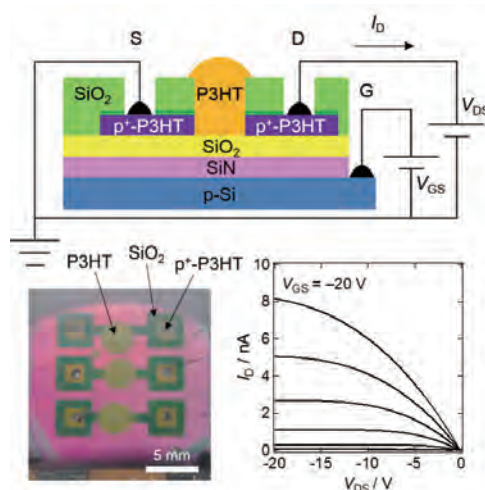 S
D
I_D
SiO₂
P3HT
G
p⁺-P3HT
p⁺-P3HT
SiO₂
SiN
p-Si
V_DS
V_GS
P3HT
SiO₂
p⁺-P3HT
5 mm
10
8
6
4
2
0
I_D / nA
V_GS = –20 V
-20
-15
-10
-5
0
V_DS / V